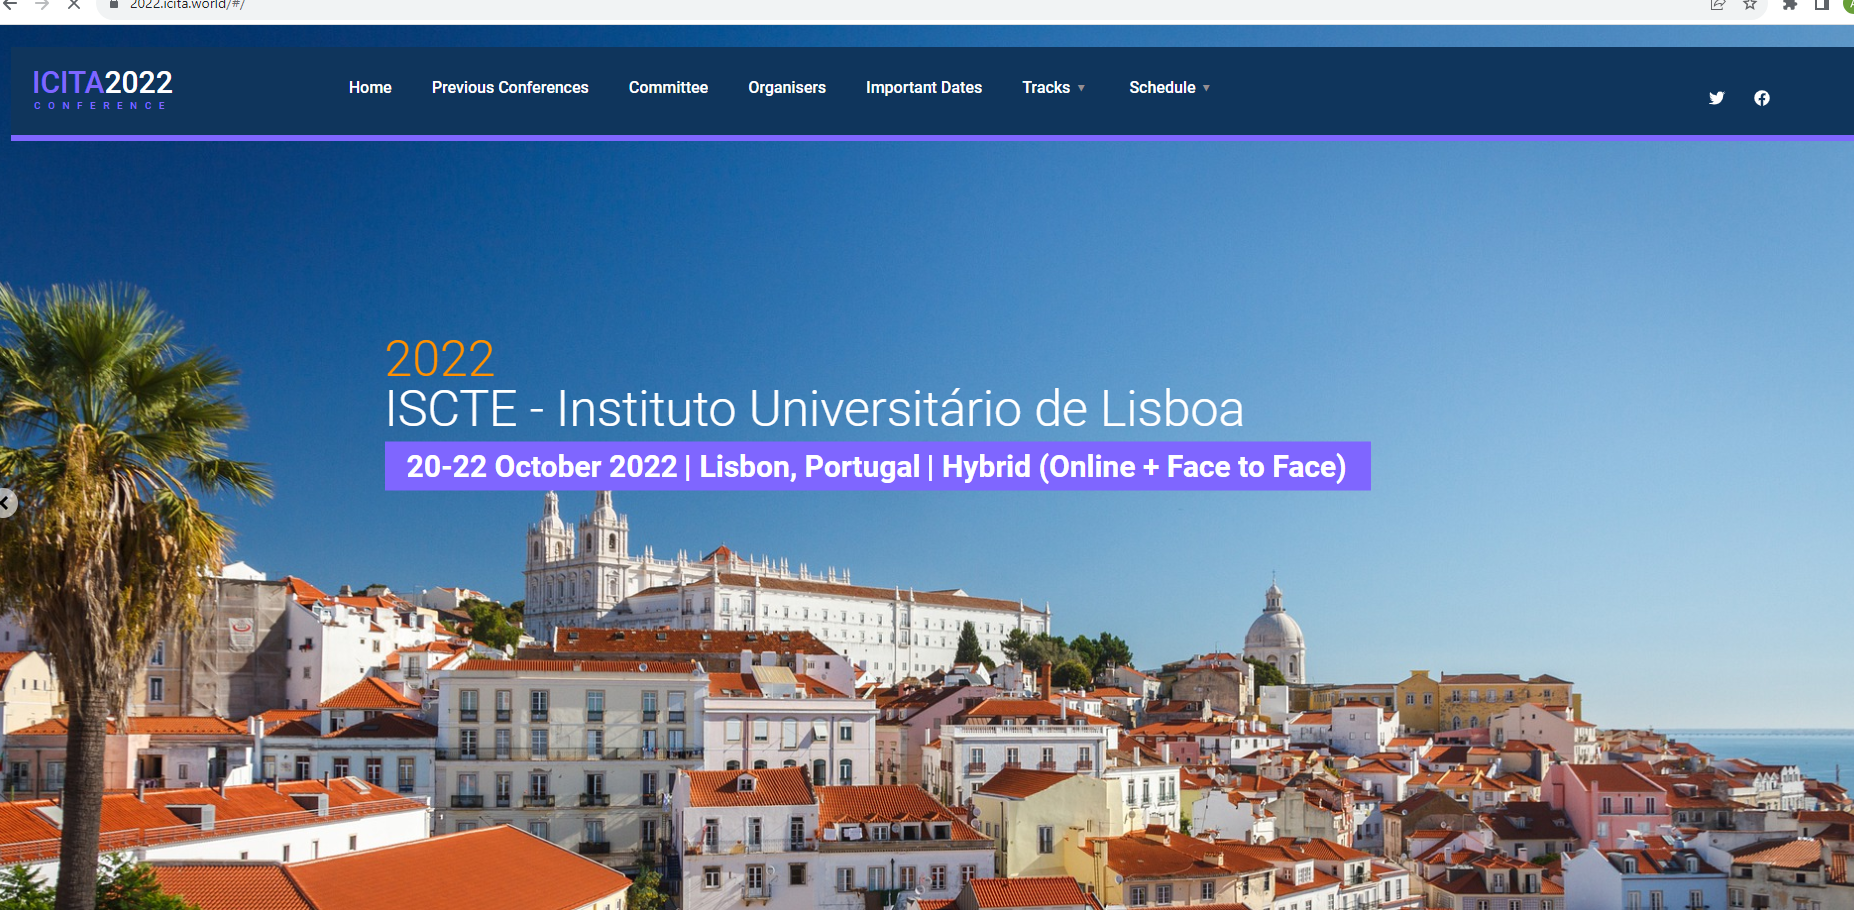 2022.icita.world/#/
ICITA2022
CONFERENCE
Home
Previous Conferences
Committee
Organisers
Important Dates
Tracks
Schedule
2022
ISCTE - Instituto Universitário de Lisboa
20-22 October 2022 | Lisbon, Portugal | Hybrid (Online + Face to Face)